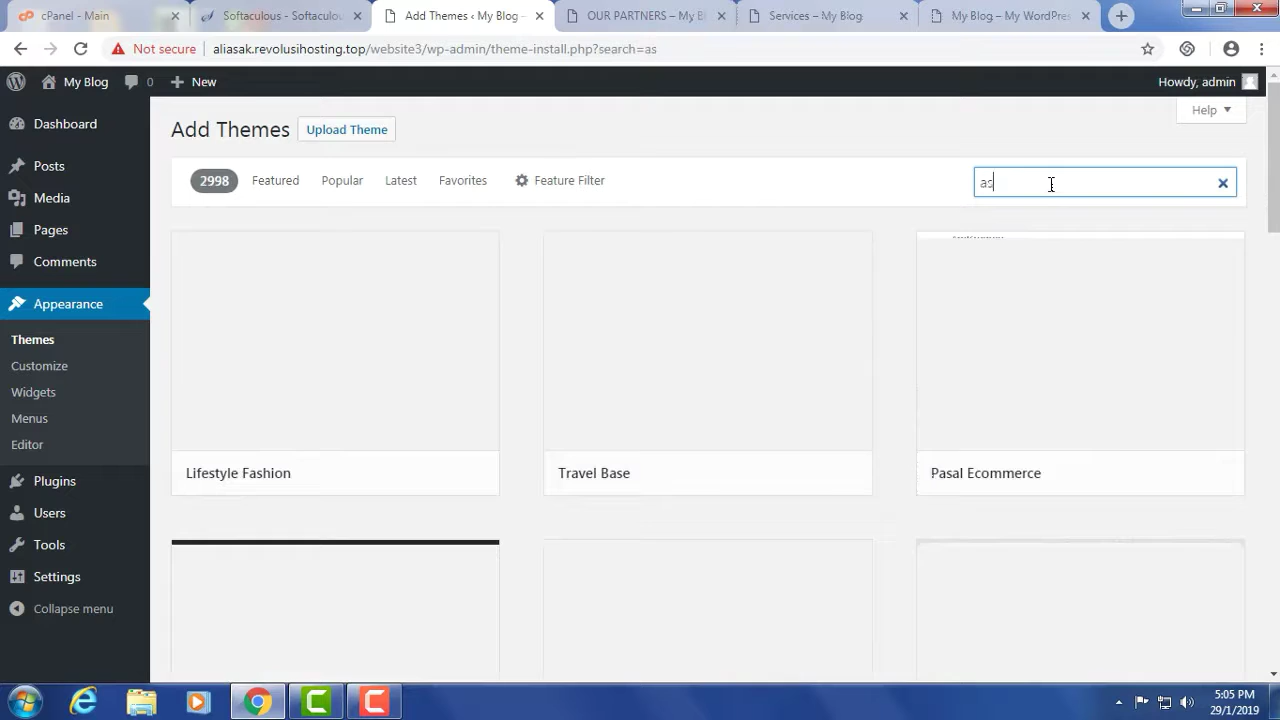 cPanel - Main
Softaculous - Softaculou
Add Themes ‹ My Blog —
OUR PARTNERS – My B
Services – My Blog
My Blog – My WordPres
Not secure
aliasak.revolusihosting.top/website3/wp-admin/theme-install.php?search=as
My Blog
0
New
Howdy, admin
Dashboard
Posts
Media
Pages
Comments
Appearance
Themes
Customize
Widgets
Menus
Editor
Plugins
Users
Tools
Settings
Collapse menu
Help
Add Themes
Upload Theme
2998
Featured
Popular
Latest
Favorites
Feature Filter
as
Lifestyle Fashion
Travel Base
Pasal Ecommerce
5:05 PM
29/1/2019